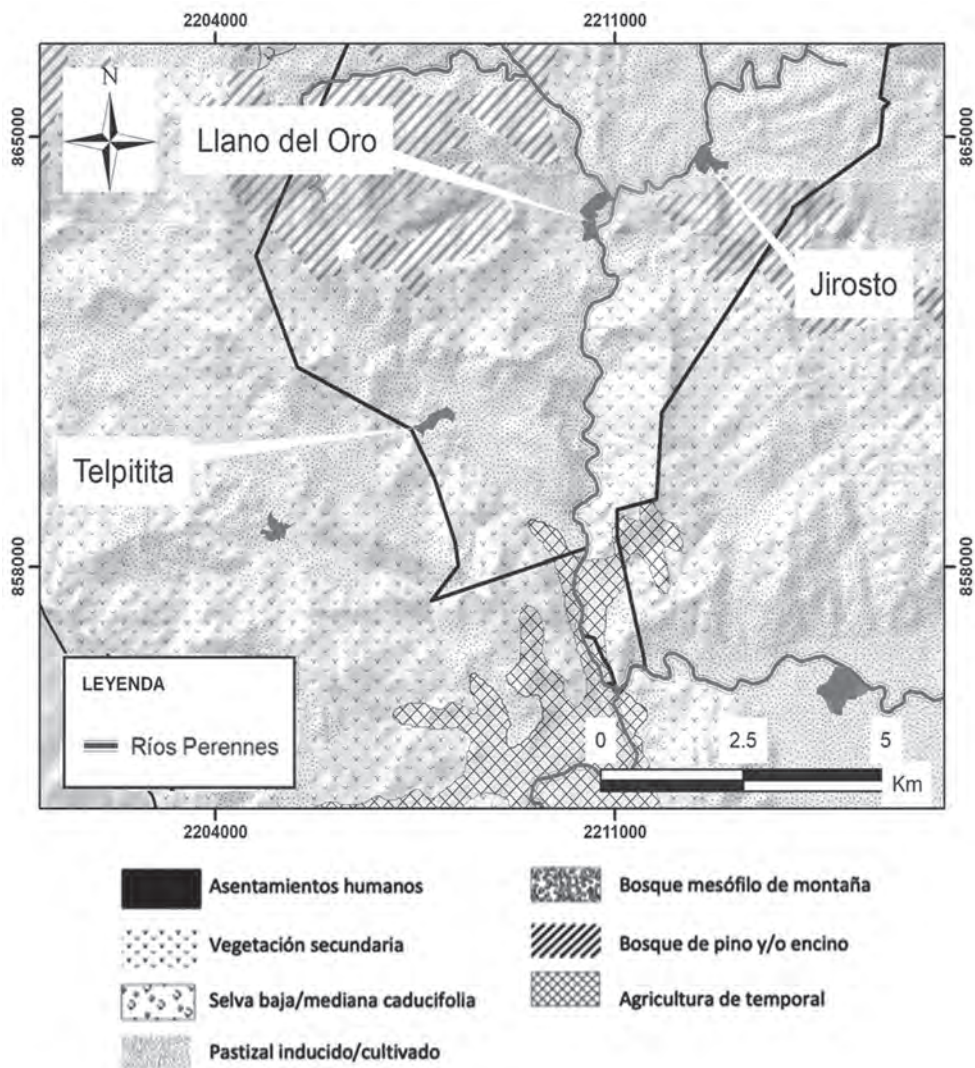 2204000
2211000
N
865000
865000
Llano del Oro
Jirosto
Telpitita
858000
858000
LEYENDA
Ríos Perennes
0
2.5
5
Km
2204000
2211000
Asentamientos humanos
Vegetación secundaria
Selva baja/mediana caducifolia
Pastizal inducido/cultivado
Bosque mesófilo de montaña
Bosque de pino y/o encino
Agricultura de temporal